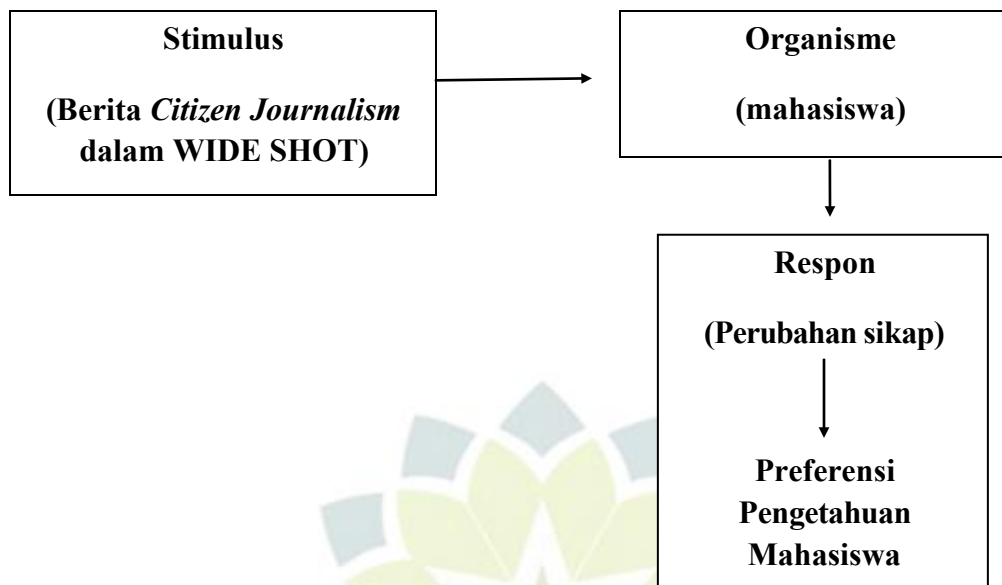 Stimulus
(Berita Citizen Journalism
dalam WIDE SHOT)
Organisme
(mahasiswa)
Respon
(Perubahan sikap)
Preferensi
Pengetahuan
Mahasiswa